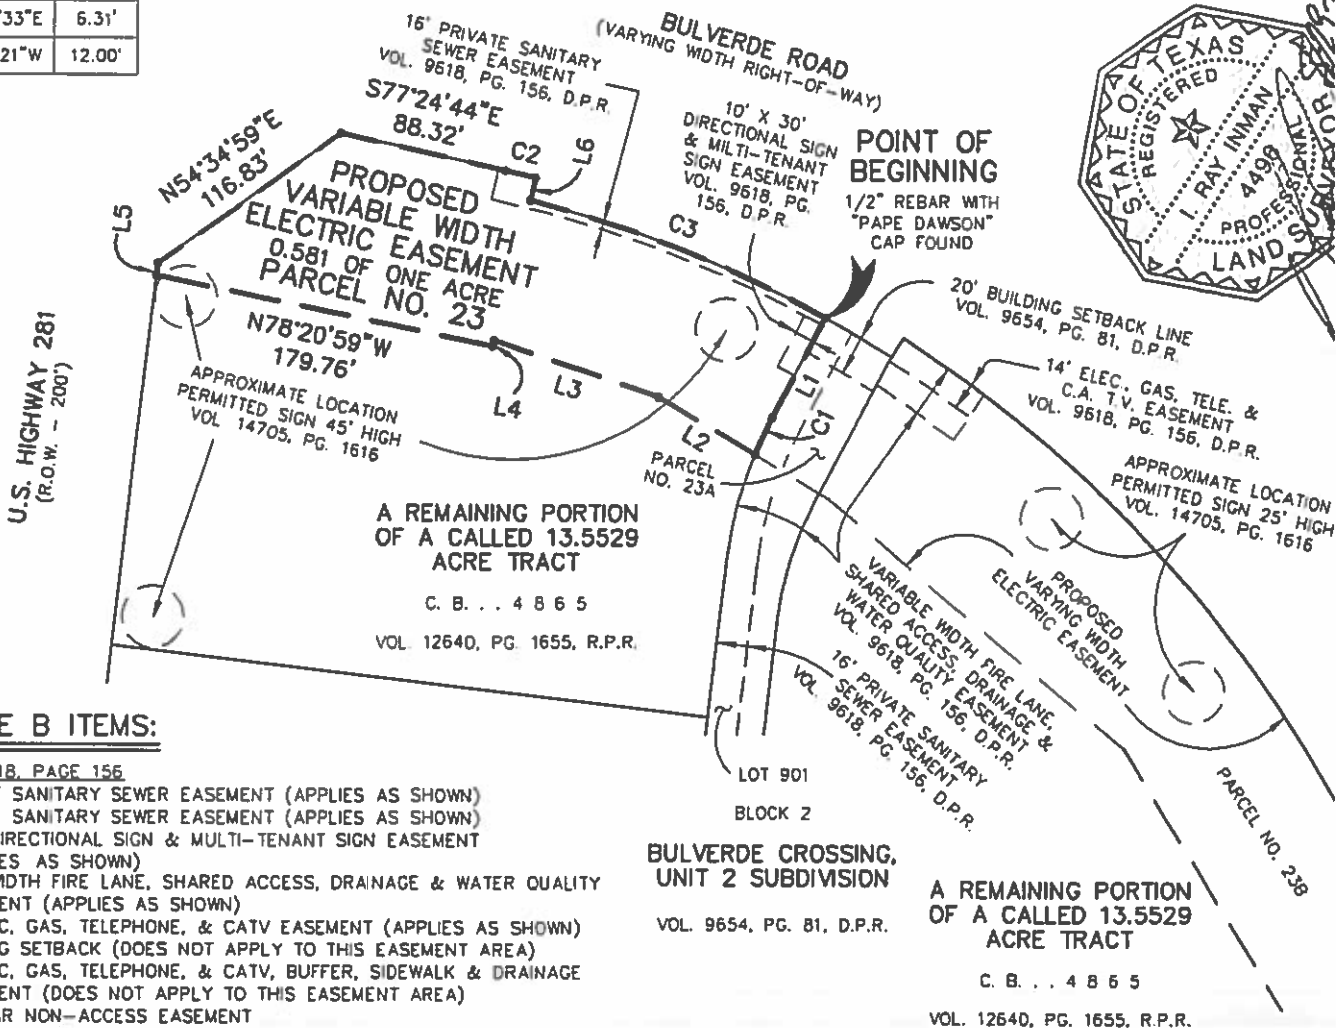 '33"E 6.31'
21"W 12.00'
16' PRIVATE SANITARY
SEWER EASEMENT
VOL. 9618, PG. 156, D.P.R.
BULVERDE ROAD
(VARYING WIDTH RIGHT-OF-WAY)
S77°24'44"E
88.32'
C2
L6
N54°34'59"E
116.83'
L5
PROPOSED
VARIABLE WIDTH
ELECTRIC EASEMENT
0.581 OF ONE ACRE
PARCEL NO. 23
10' X 30'
DIRECTIONAL SIGN
& MILTI-TENANT
SIGN EASEMENT
VOL. 9618, PG.
156, D.P.R.
C3
POINT OF
BEGINNING
1/2" REBAR WITH
"PAPE DAWSON"
CAP FOUND
STATE OF TEXAS
REGISTERED
I. RAY INMAN
4496
PROFESSIONAL
LAND SURVEYOR
20' BUILDING SETBACK LINE
VOL. 9654, PG. 81, D.P.R.
14' ELEC., GAS, TELE. &
C.A. T.V. EASEMENT
VOL. 9618, PG. 156, D.P.R.
N78°20'59"W
179.76'
L4
L3
L2
L1
C1
U.S. HIGHWAY 281
(R.O.W. - 200')
APPROXIMATE LOCATION
PERMITTED SIGN 45' HIGH
VOL 14705, PG. 1616
PARCEL
NO. 23A
APPROXIMATE LOCATION
PERMITTED SIGN 25' HIGH
VOL. 14705, PG. 1616
A REMAINING PORTION
OF A CALLED 13.5529
ACRE TRACT
C. B. . . 4 8 6 5
VOL. 12640, PG. 1655, R.P.R.
VARIABLE WIDTH FIRE LANE,
SHARED ACCESS, DRAINAGE &
WATER QUALITY EASEMENT
VOL. 9618, PG. 156, D.P.R.
PROPOSED
VARYING WIDTH
ELECTRIC EASEMENT
16' PRIVATE SANITARY
SEWER EASEMENT
VOL. 9618, PG. 156, D.P.R.
PARCEL NO. 23B
LOT 901
BLOCK 2
BULVERDE CROSSING,
UNIT 2 SUBDIVISION
VOL. 9654, PG. 81, D.P.R.
A REMAINING PORTION
OF A CALLED 13.5529
ACRE TRACT
C. B. . . 4 8 6 5
VOL. 12640, PG. 1655, R.P.R.
E B ITEMS:
18, PAGE 156
SANITARY SEWER EASEMENT (APPLIES AS SHOWN)
SANITARY SEWER EASEMENT (APPLIES AS SHOWN)
IRECTIONAL SIGN & MULTI-TENANT SIGN EASEMENT
ES AS SHOWN)
IDTH FIRE LANE, SHARED ACCESS, DRAINAGE & WATER QUALITY
ENT (APPLIES AS SHOWN)
C, GAS, TELEPHONE, & CATV EASEMENT (APPLIES AS SHOWN)
G SETBACK (DOES NOT APPLY TO THIS EASEMENT AREA)
C, GAS, TELEPHONE, & CATV, BUFFER, SIDEWALK & DRAINAGE
ENT (DOES NOT APPLY TO THIS EASEMENT AREA)
R NON-ACCESS EASEMENT